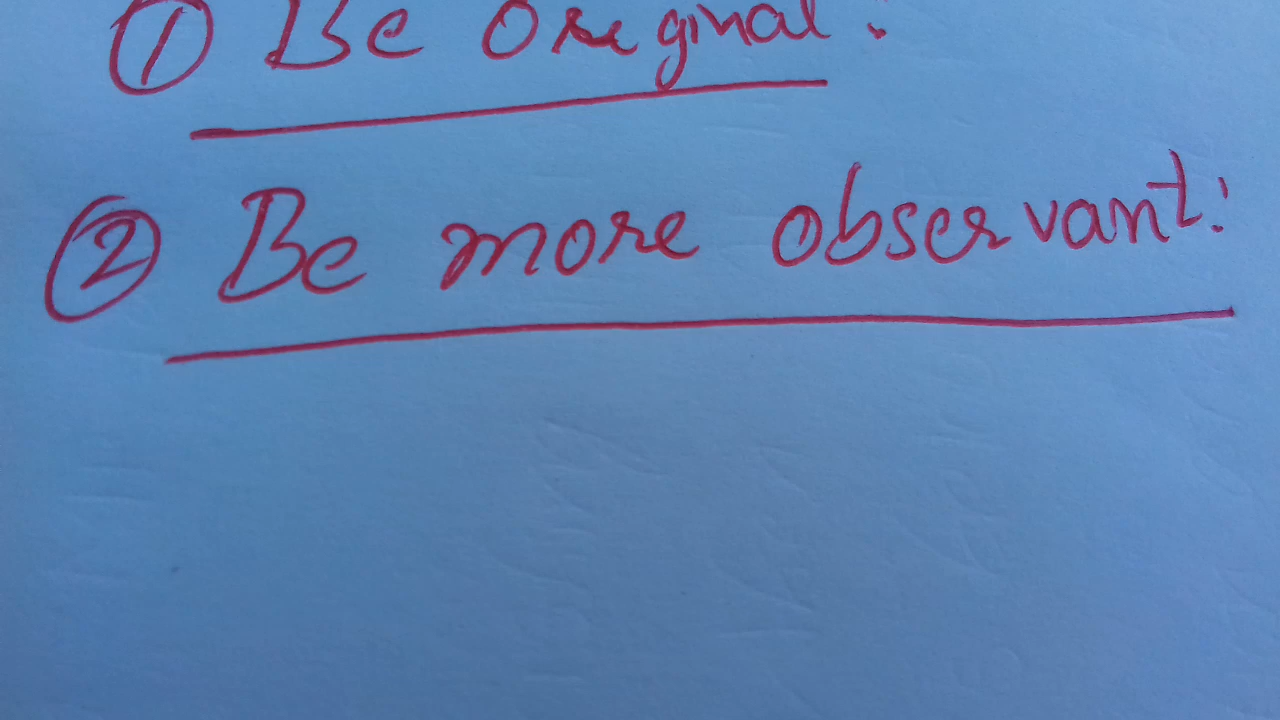 ① Be Original:
② Be more observant: